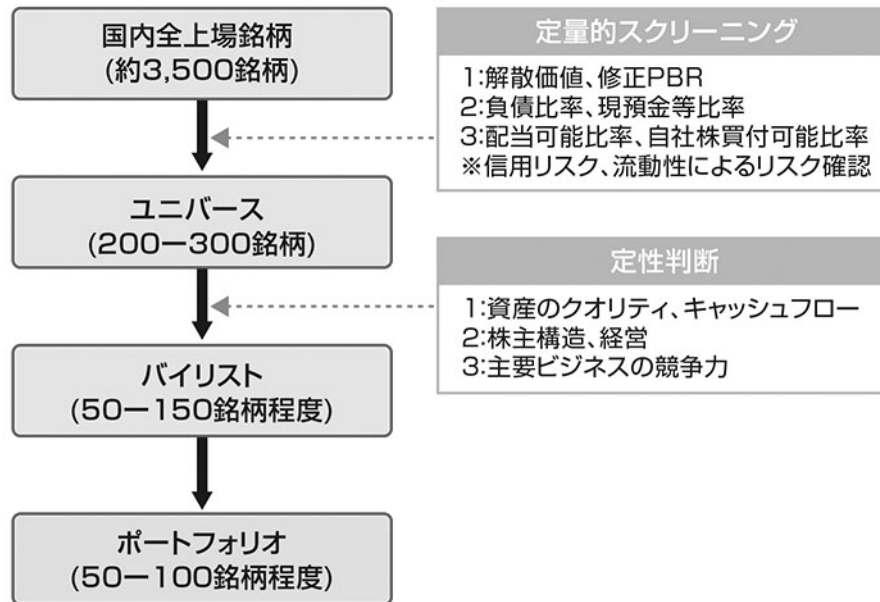 国内全上場銘柄
(約3,500銘柄)
定量的スクリーニング
1:解散価値、修正PBR
2:負債比率、現預金等比率
3:配当可能比率、自社株買付可能比率
※信用リスク、流動性によるリスク確認
ユニバース
(200ー300銘柄)
定性判断
1:資産のクオリティ、キャッシュフロー
2:株主構造、経営
3:主要ビジネスの競争力
バイリスト
(50ー150銘柄程度)
ポートフォリオ
(50ー100銘柄程度)